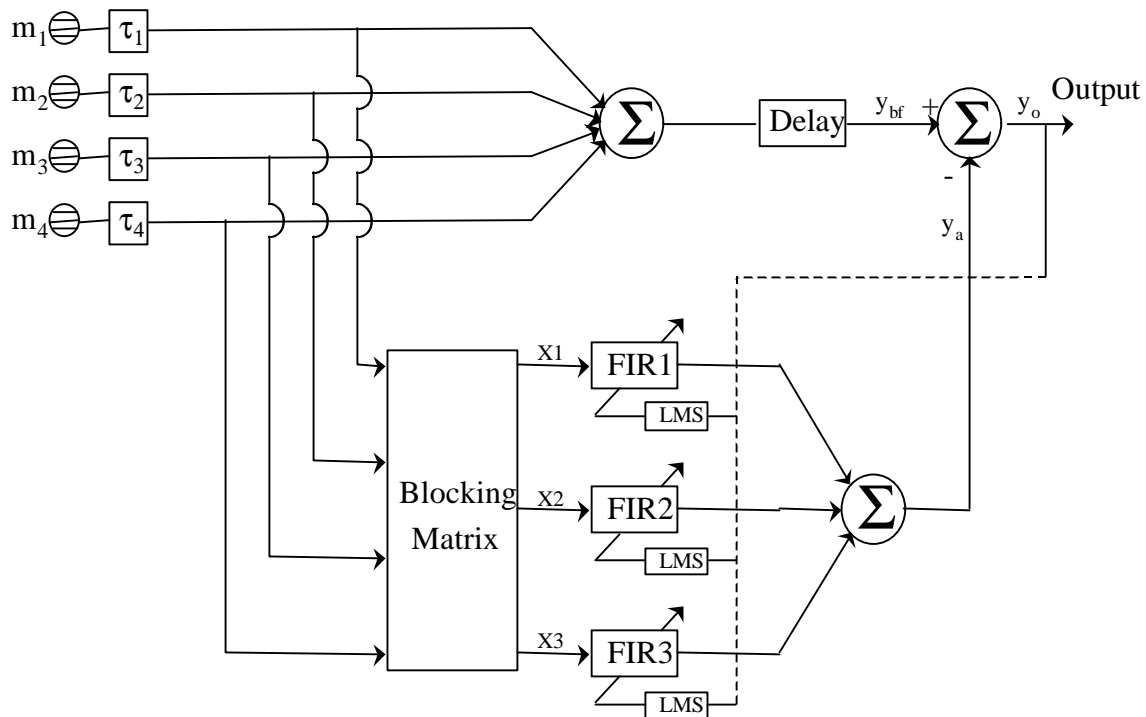 m1 τ1
m2 τ2
m3 τ3
m4 τ4
Σ
Delay
ybf
+
Σ
yo
Output
-
ya
Blocking
Matrix
X1
FIR1
LMS
X2
FIR2
LMS
Σ
X3
FIR3
LMS